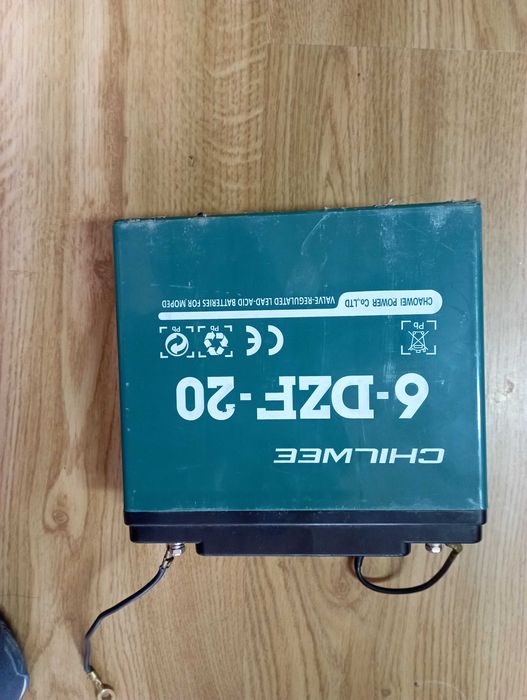 CHILWEE
6-DZF-20
Pb
CE
Pb
Pb
CHAOWEI POWER Co.,LTD VALVE-REGULATED LEAD-ACID BATTERIES FOR MOPED